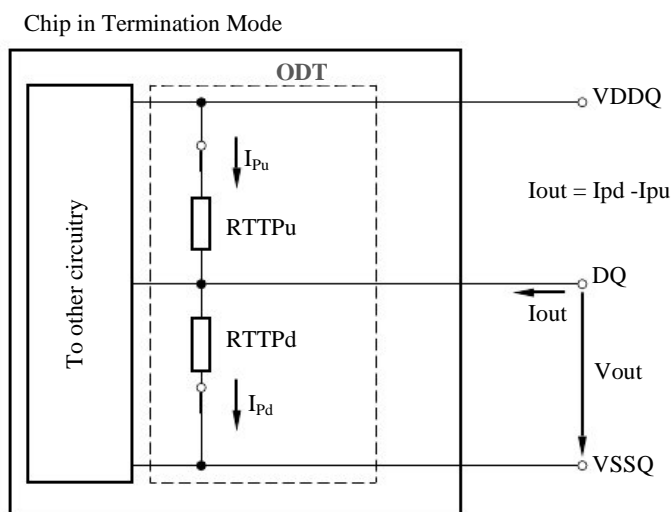 Chip in Termination Mode
ODT
VDDQ
IPu
Iout = Ipd -Ipu
RTTPu
To other circuitry
DQ
Iout
RTTPd
Vout
IPd
VSSQ